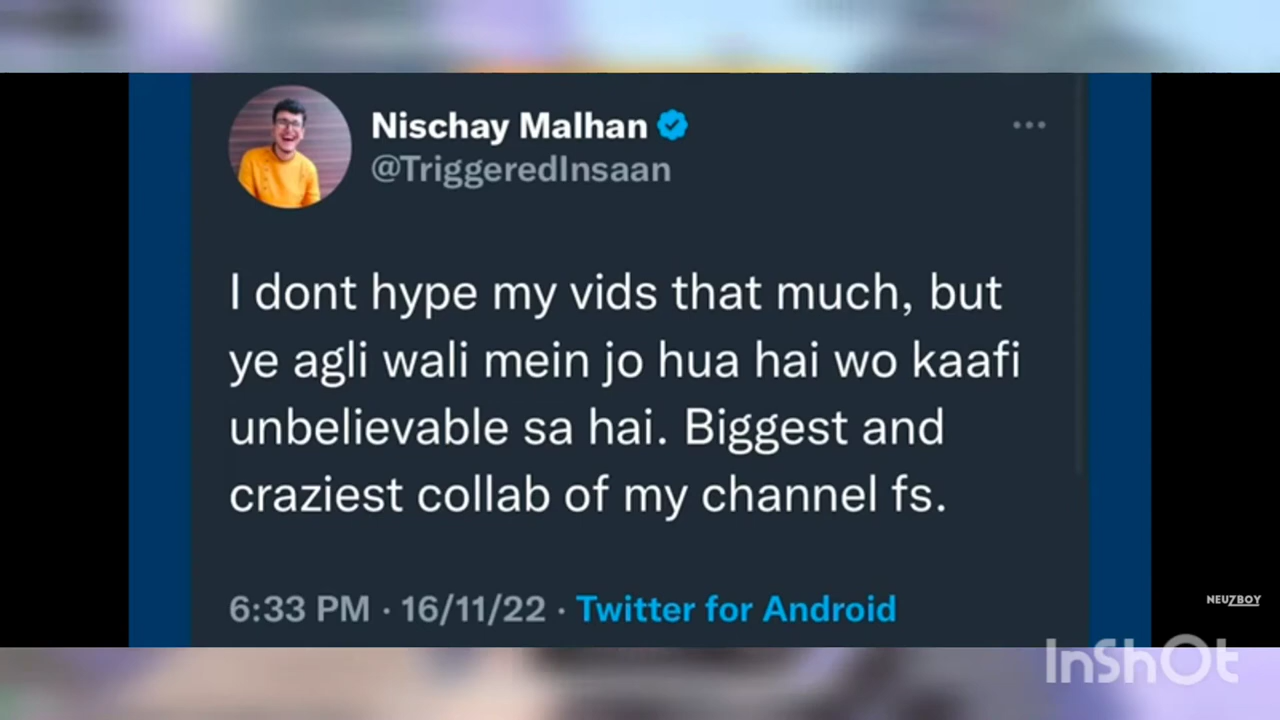 Nischay Malhan
@TriggeredInsaan
I dont hype my vids that much, but
ye agli wali mein jo hua hai wo kaafi
unbelievable sa hai. Biggest and
craziest collab of my channel fs.
6:33 PM · 16/11/22 · Twitter for Android
NEUZBOY
InShOt